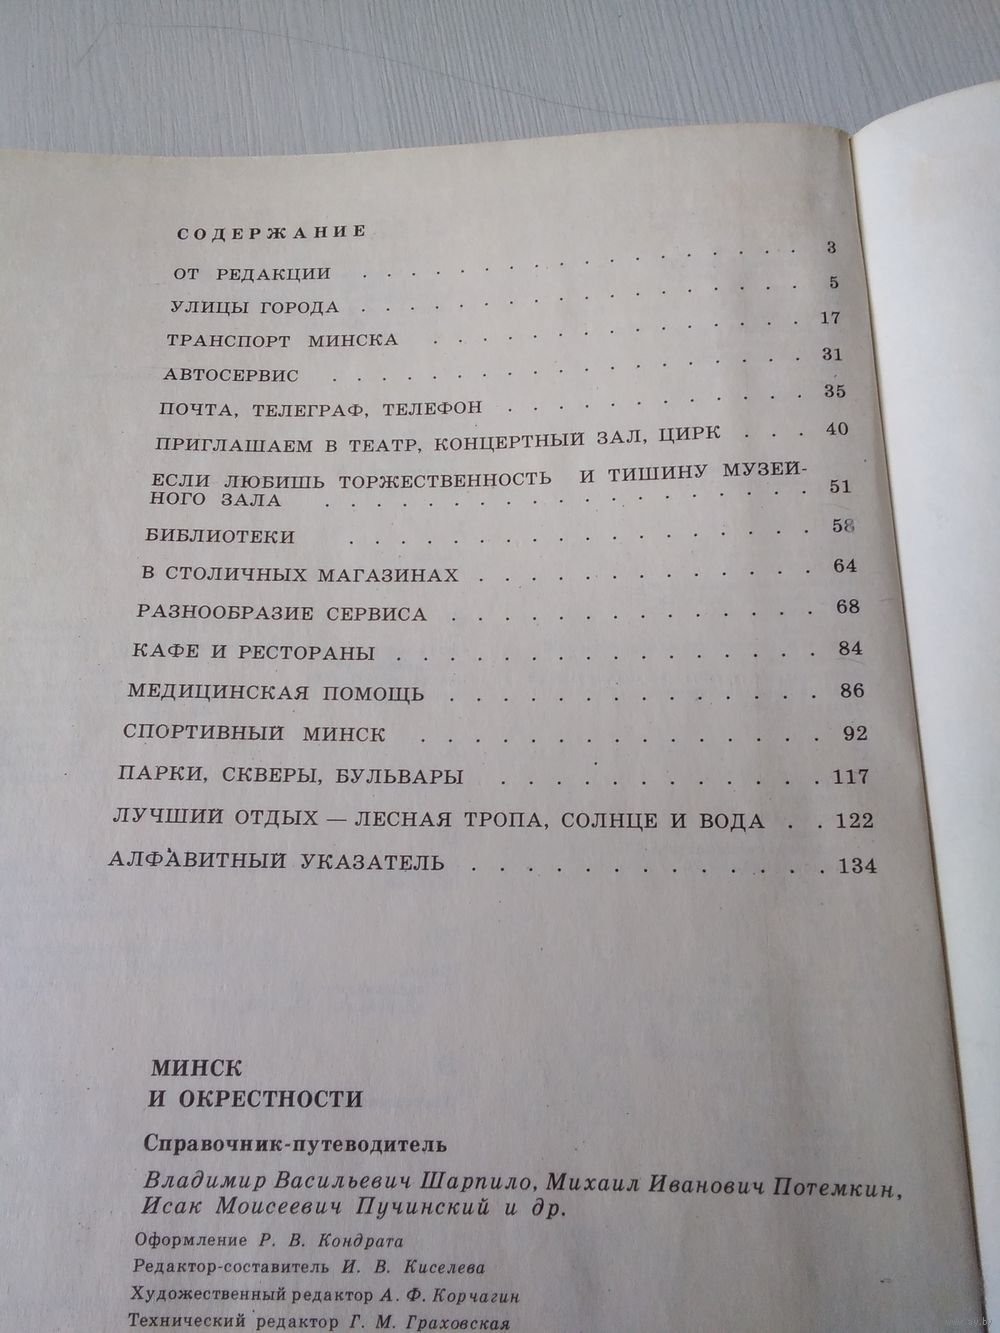 СОДЕРЖАНИЕ
ОТ РЕДАКЦИИ . . . . . . . . . . . 3
УЛИЦЫ ГОРОДА . . . . . . . . . . . 5
ТРАНСПОРТ МИНСКА . . . . . . . . . . 17
АВТОСЕРВИС . . . . . . . . . . . . 31
ПОЧТА, ТЕЛЕГРАФ, ТЕЛЕФОН . . . . . . . . 35
ПРИГЛАШАЕМ В ТЕАТР, КОНЦЕРТНЫЙ ЗАЛ, ЦИРК . . . 40
ЕСЛИ ЛЮБИШЬ ТОРЖЕСТВЕННОСТЬ И ТИШИНУ МУЗЕЙ-
НОГО ЗАЛА . . . . . . . . . . . . 51
БИБЛИОТЕКИ . . . . . . . . . . . . 58
В СТОЛИЧНЫХ МАГАЗИНАХ . . . . . . . . . 64
РАЗНООБРАЗИЕ СЕРВИСА . . . . . . . . . . 68
КАФЕ И РЕСТОРАНЫ . . . . . . . . . . . 84
МЕДИЦИНСКАЯ ПОМОЩЬ . . . . . . . . . . 86
СПОРТИВНЫЙ МИНСК . . . . . . . . . . . 92
ПАРКИ, СКВЕРЫ, БУЛЬВАРЫ . . . . . . . . . 117
ЛУЧШИЙ ОТДЫХ — ЛЕСНАЯ ТРОПА, СОЛНЦЕ И ВОДА . . 122
АЛФАВИТНЫЙ УКАЗАТЕЛЬ . . . . . . . . . . 134
МИНСК
И ОКРЕСТНОСТИ
Справочник-путеводитель
Владимир Васильевич Шарпило, Михаил Иванович Потемкин,
Исак Моисеевич Пучинский и др.
Оформление Р. В. Кондрата
Редактор-составитель И. В. Киселева
Художественный редактор А. Ф. Корчагин
Технический редактор Г. М. Граховская